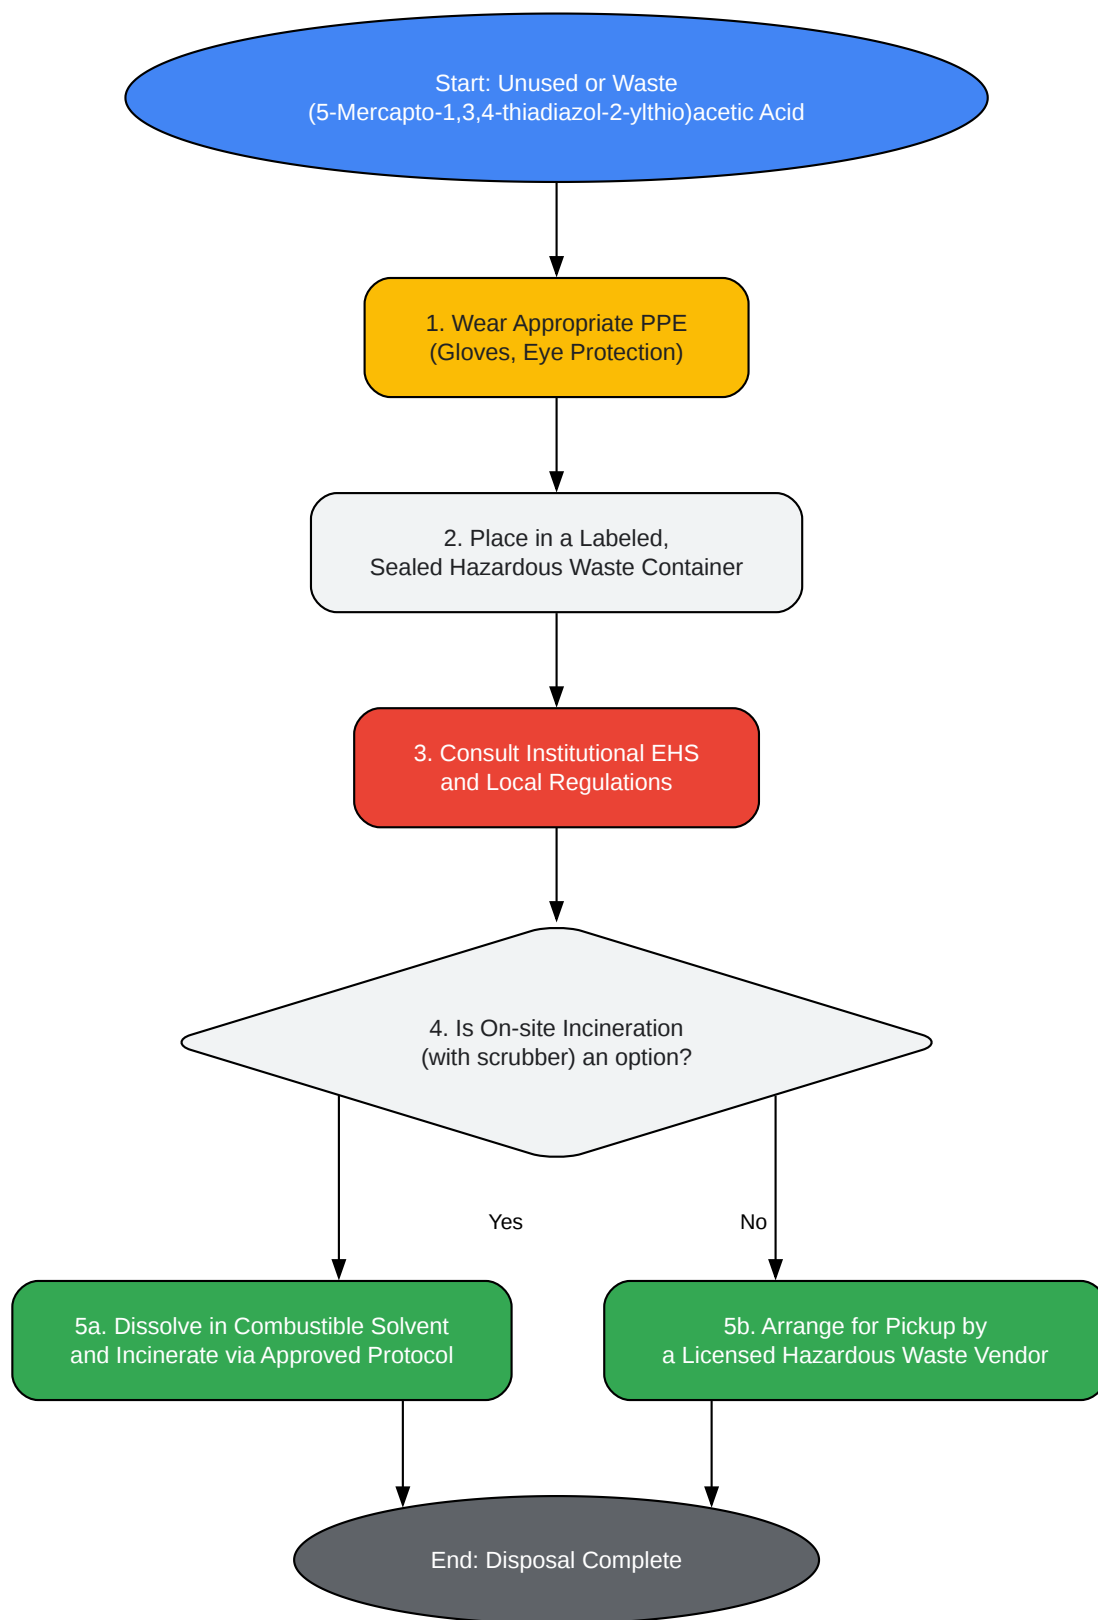 Start: Unused or Waste
(5-Mercapto-1,3,4-thiadiazol-2-ylthio)acetic Acid
1. Wear Appropriate PPE
(Gloves, Eye Protection)
2. Place in a Labeled,
Sealed Hazardous Waste Container
3. Consult Institutional EHS
and Local Regulations
4. Is On-site Incineration
(with scrubber) an option?
Yes
No
5a. Dissolve in Combustible Solvent
and Incinerate via Approved Protocol
5b. Arrange for Pickup by
a Licensed Hazardous Waste Vendor
End: Disposal Complete